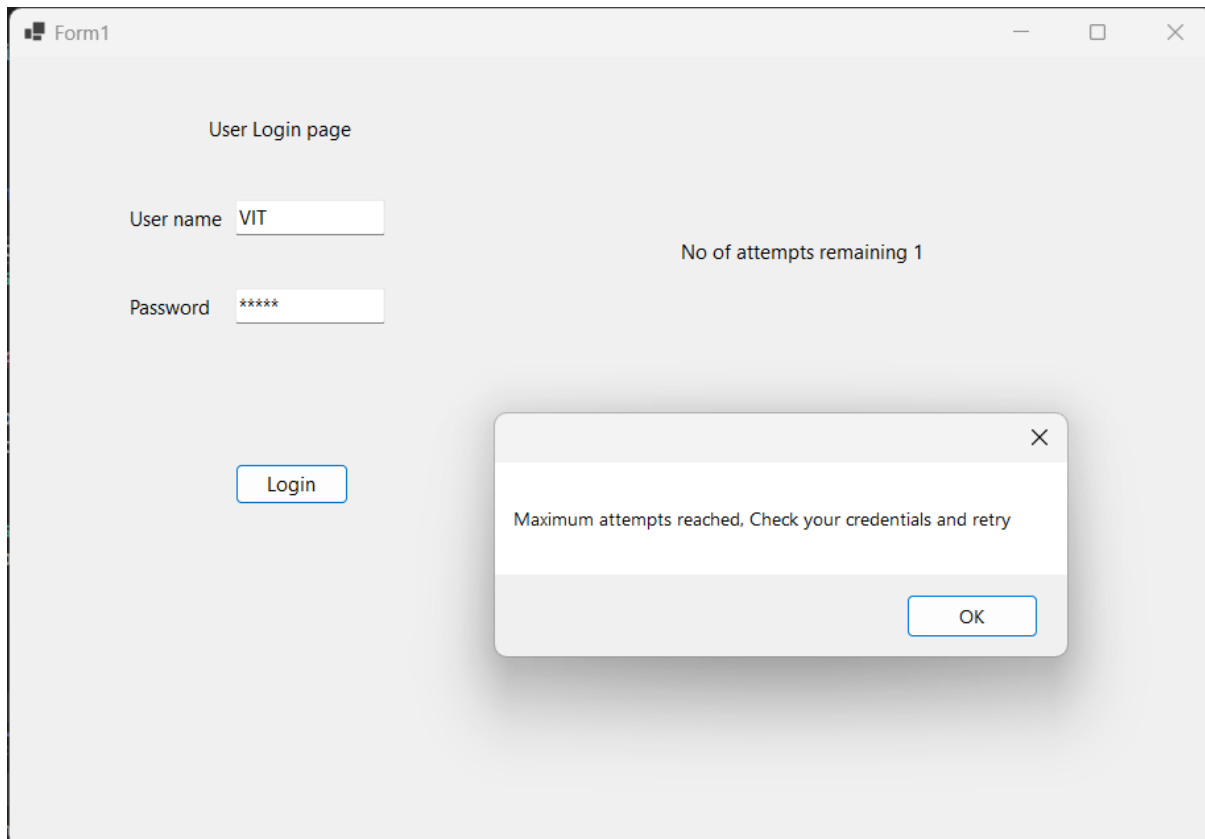 Form1
User Login page
User name VIT
No of attempts remaining 1
Password *****
Login
Maximum attempts reached, Check your credentials and retry
OK